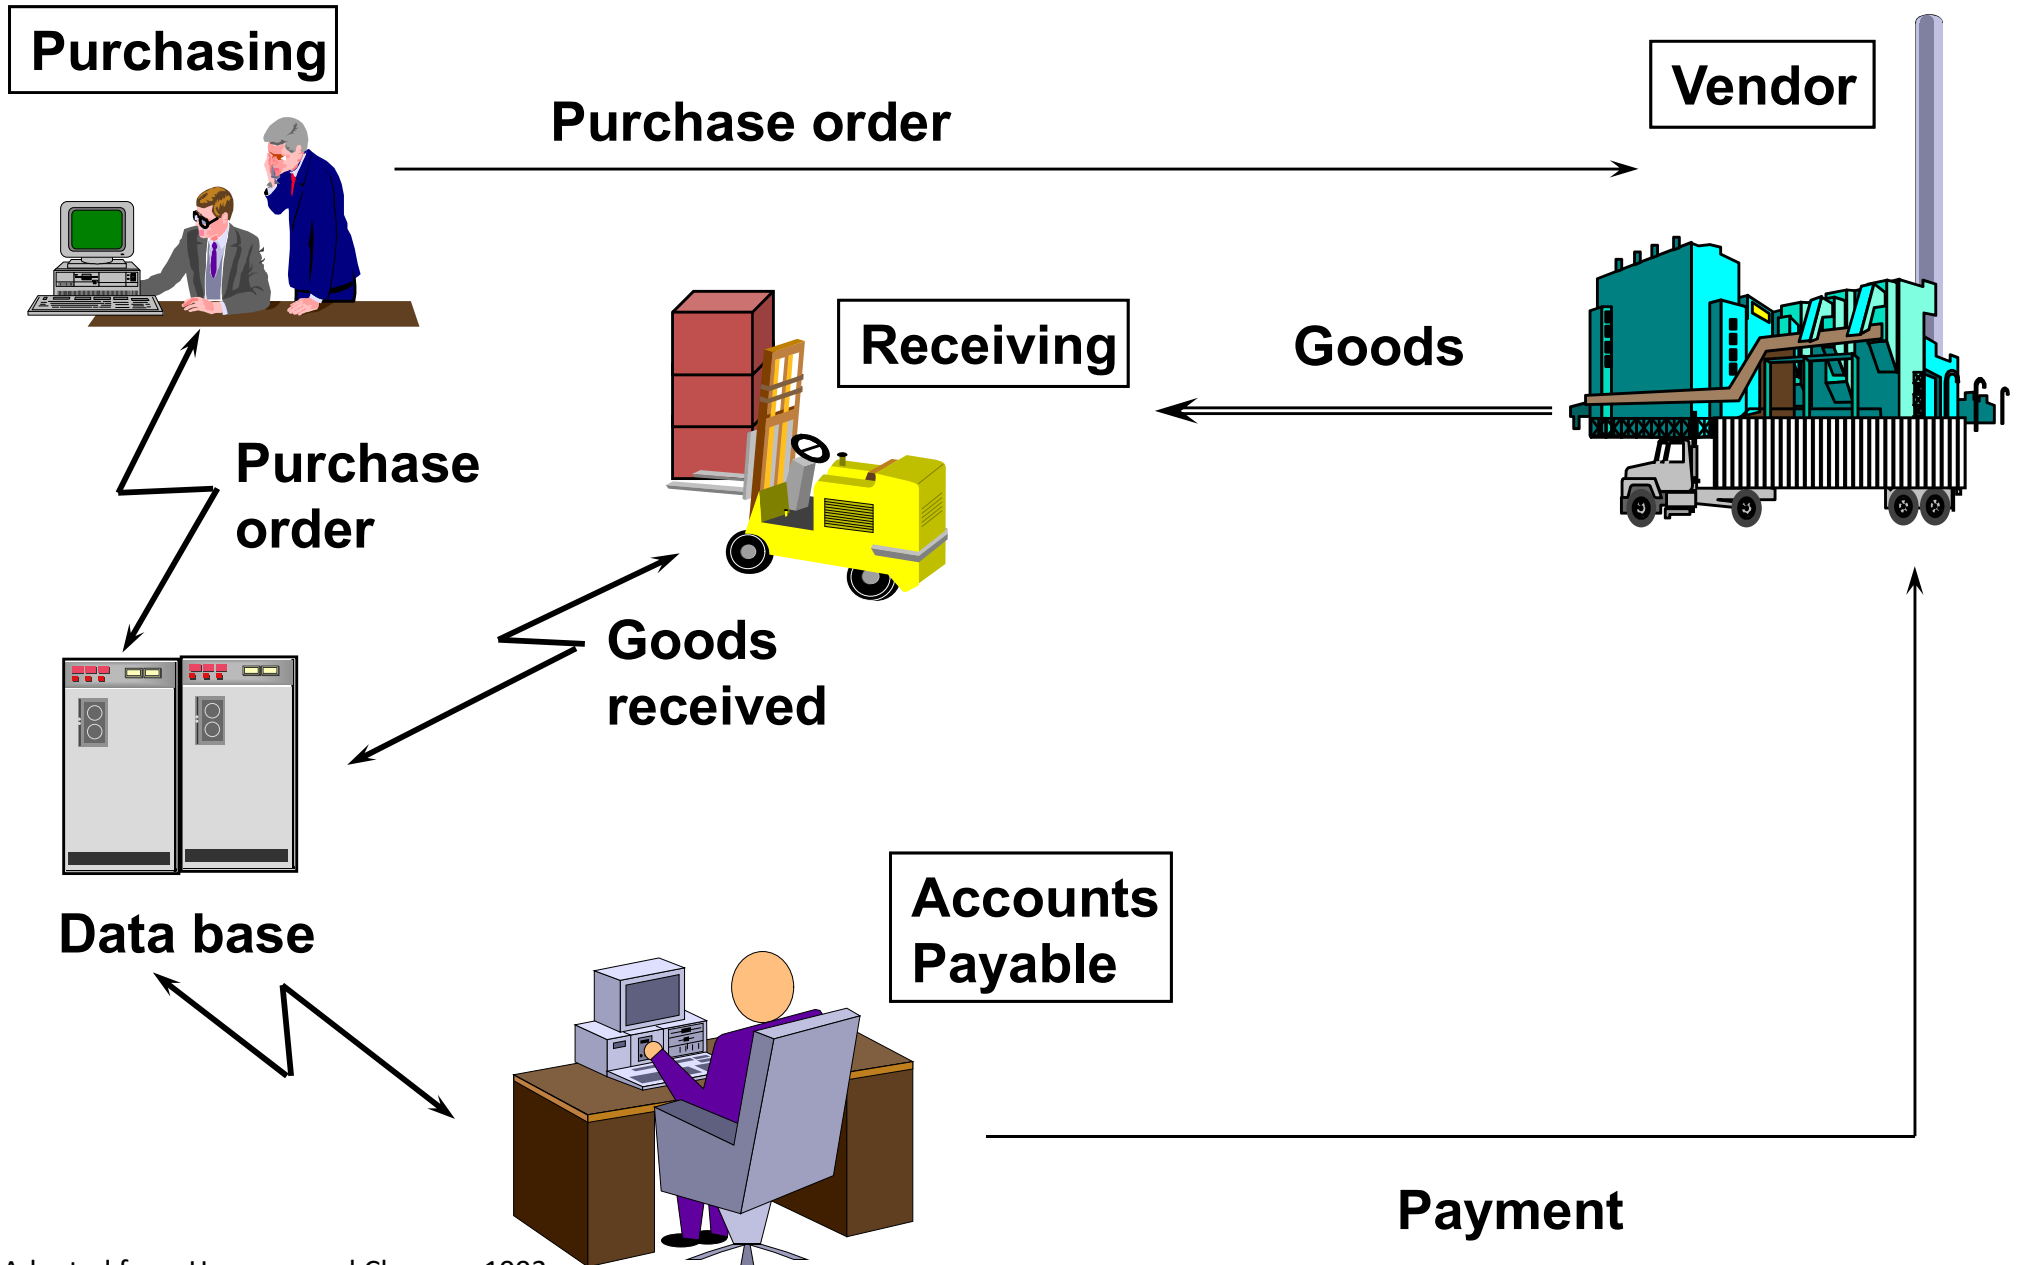 Purchasing
Vendor
Purchase order
Receiving
Goods
Purchase
order
Goods
received
Data base
Accounts
Payable
Payment